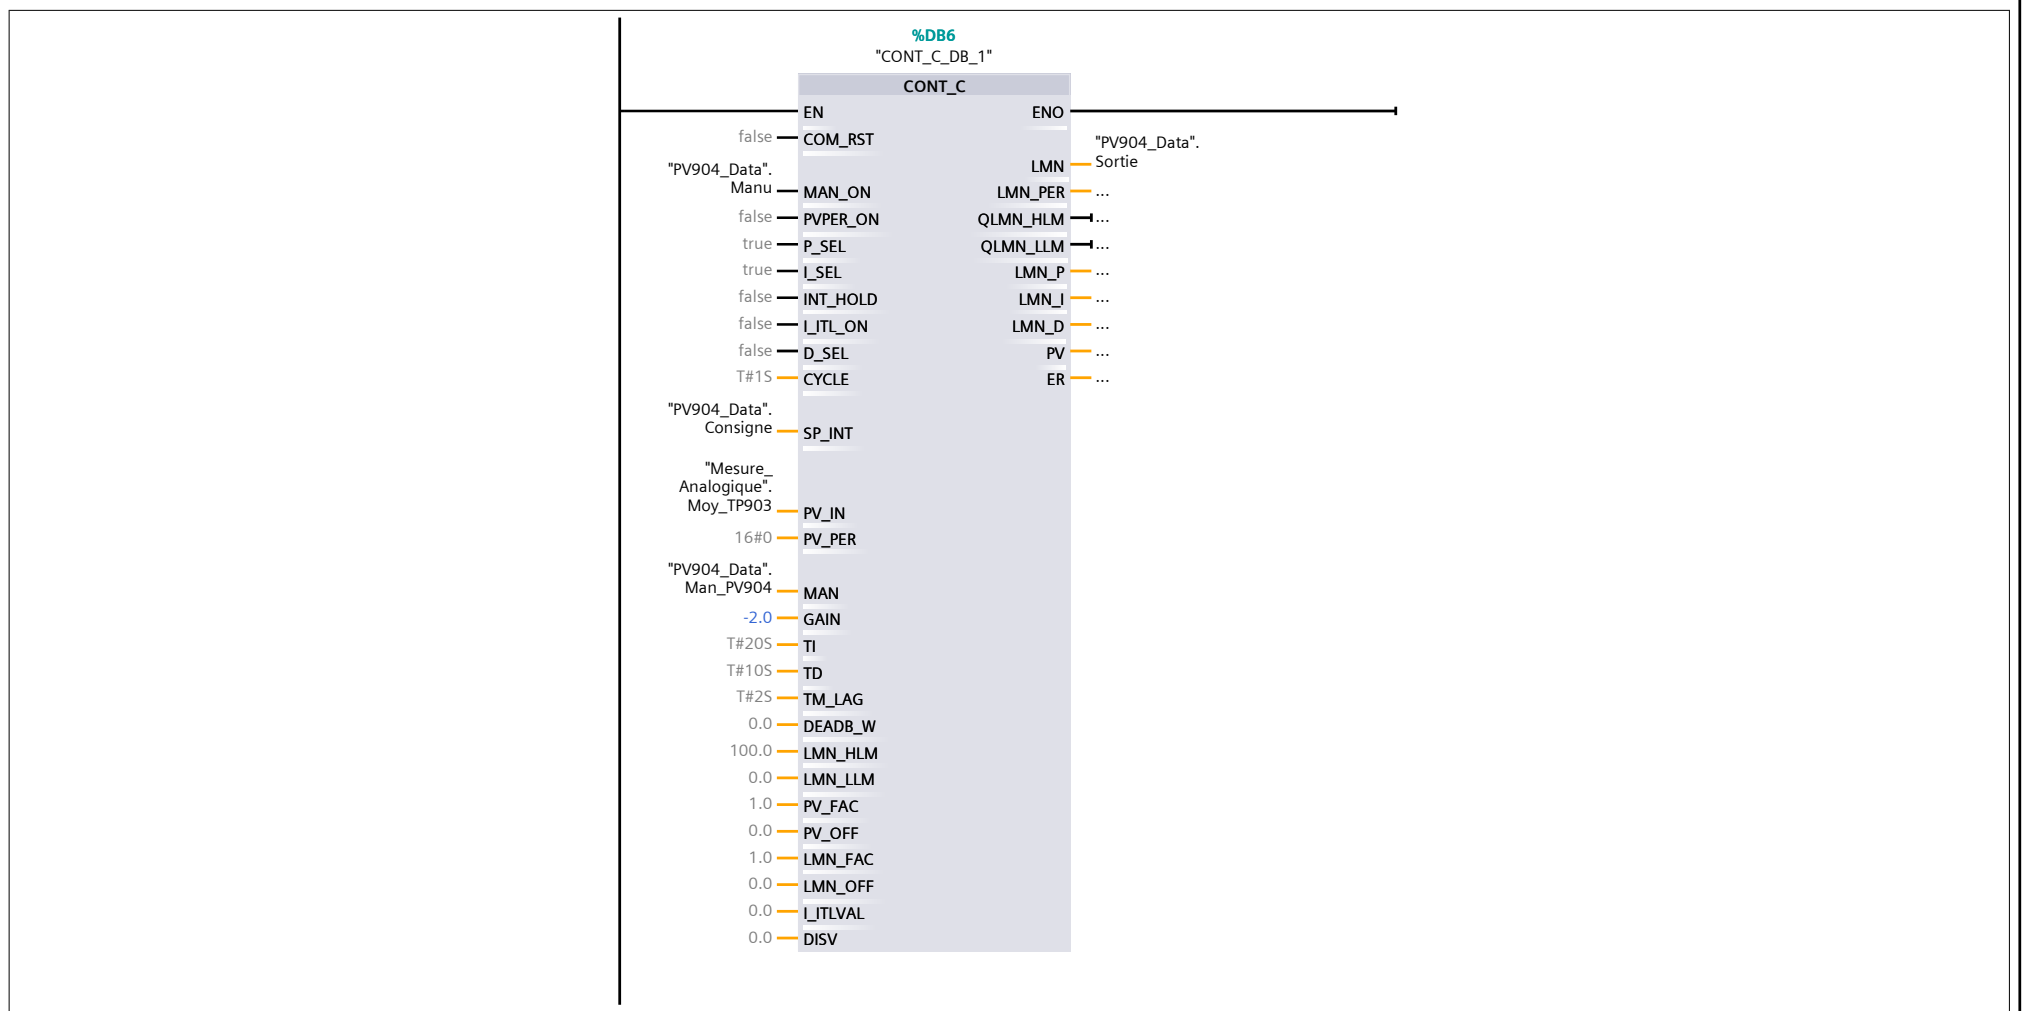 %DB6
"CONT_C_DB_1"
CONT_C
EN ENO
false COM_RST
"PV904_Data".
Sortie
LMN
"PV904_Data".
Manu
MAN_ON
LMN_PER ...
false PVPER_ON QLMN_HLM ...
true P_SEL QLMN_LLM ...
true I_SEL LMN_P ...
false INT_HOLD LMN_I ...
false I_ITL_ON LMN_D ...
false D_SEL PV ...
T#1S CYCLE ER ...
"PV904_Data".
Consigne
SP_INT
"Mesure_
Analogique".
Moy_TP903
PV_IN
16#0 PV_PER
"PV904_Data".
Man_PV904
MAN
-2.0 GAIN
T#20S TI
T#10S TD
T#2S TM_LAG
0.0 DEADB_W
100.0 LMN_HLM
0.0 LMN_LLM
1.0 PV_FAC
0.0 PV_OFF
1.0 LMN_FAC
0.0 LMN_OFF
0.0 I_ITLVAL
0.0 DISV